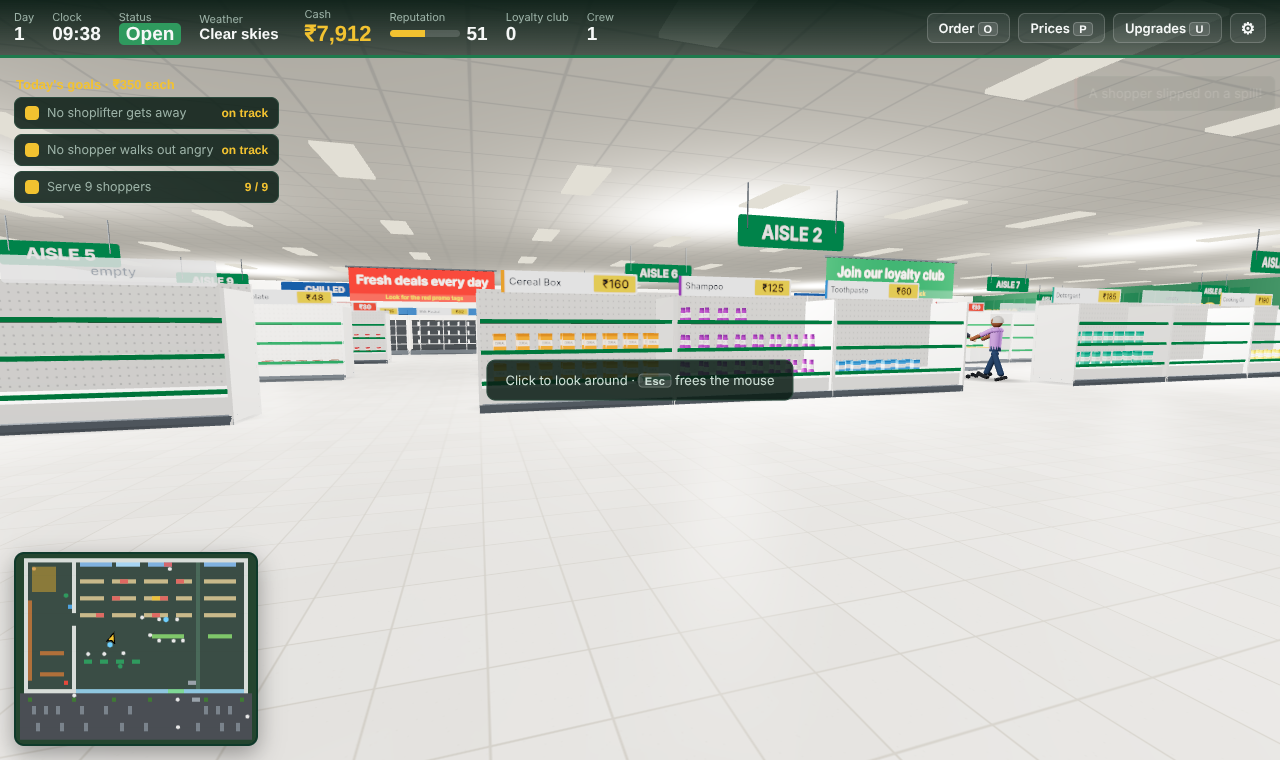 Day
1
Clock
09:38
Status
Open
Weather
Clear skies
Cash
₹7,912
Reputation
51
Loyalty club
0
Crew
1
Order O
Prices P
Upgrades U
Today's goals · ₹350 each
No shoplifter gets away on track
No shopper walks out angry on track
Serve 9 shoppers 9 / 9
A shopper slipped on a spill!
AISLE 5
empty
AISLE 9
CHILLED
₹48
Fresh deals every day
Look for the red promo tags
Cereal Box ₹160
AISLE 6
Shampoo ₹125
AISLE 2
Join our loyalty club
Toothpaste ₹60
AISLE 7
Detergent ₹185
Click to look around · Esc frees the mouse